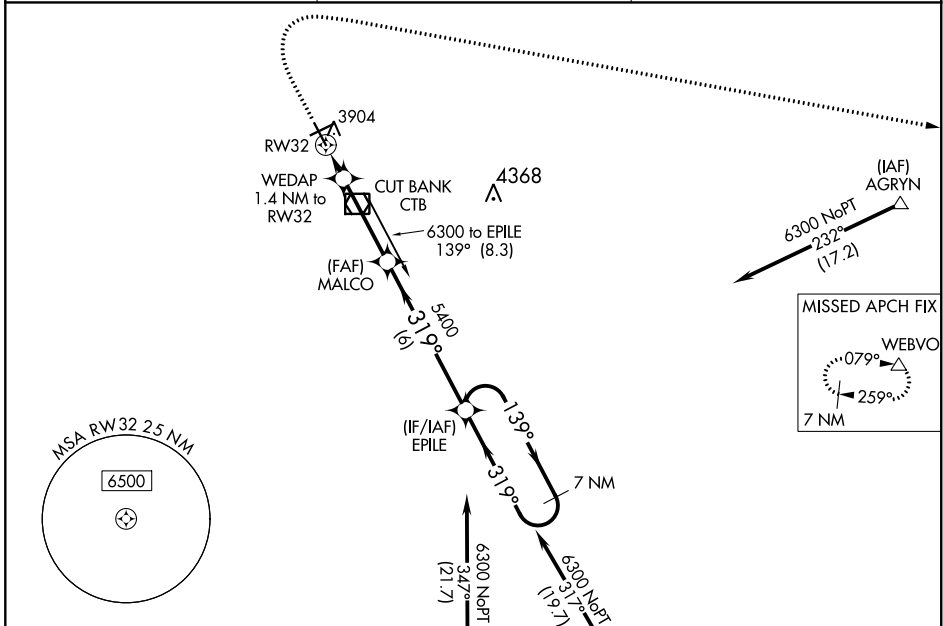 3904
RW32
WEDAP
1.4 NM to
RW32
CUT BANK
CTB
4368
6300 to EPILE
139° (8.3)
(FAF)
MALCO
5400
319°
(6)
(IAF)
AGRYN
6300 NoPT
232°
(17.2)
MISSED APCH FIX
WEBVO
079°
259°
7 NM
(IF/IAF)
EPILE
139°
319°
7 NM
MSA RW32 25 NM
6500
6300 NoPT
347°
(21.7)
6300 NoPT
317°
(19.7)